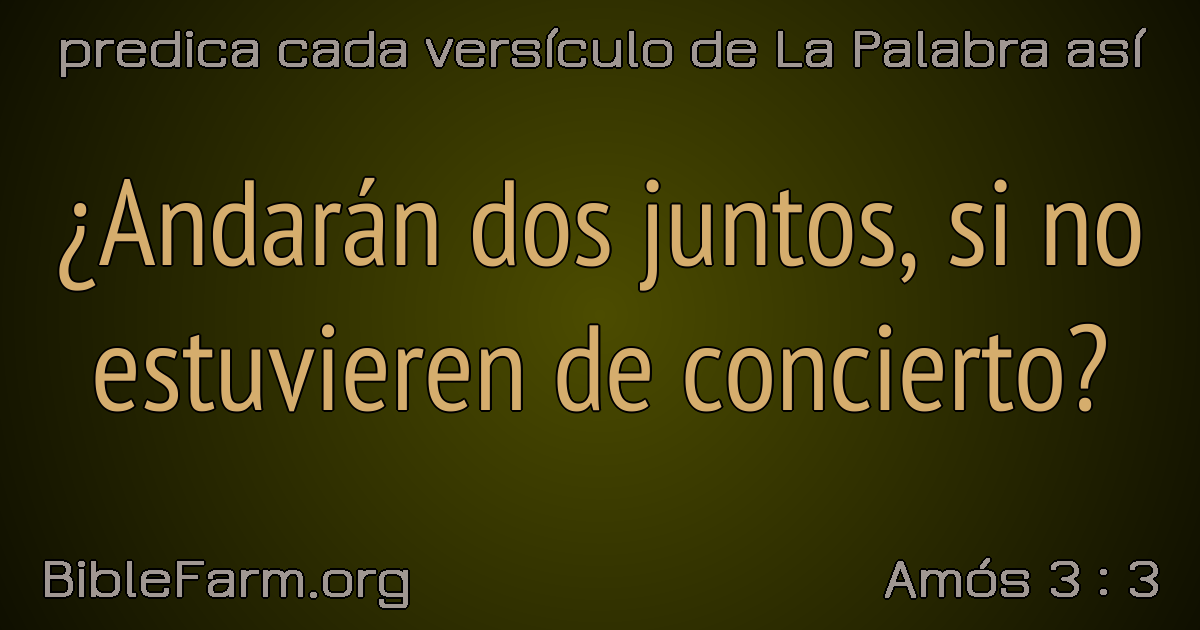 predica cada versículo de La Palabra así
¿Andarán dos juntos, si no
estuvieren de concierto?
BibleFarm.org
Amós 3 : 3